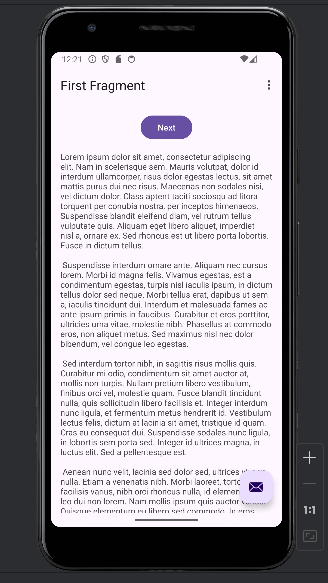 12:21
First Fragment
Next
Lorem ipsum dolor sit amet, consectetur adipiscing
elit. Nam in scelerisque sem. Mauris volutpat, dolor id
interdum ullamcorper, risus dolor egestas lectus, sit amet
mattis purus dui nec risus. Maecenas non sodales nisi,
vel dictum dolor. Class aptent taciti sociosqu ad litora
torquent per conubia nostra, per inceptos himenaeos.
Suspendisse blandit eleifend diam, vel rutrum tellus
vulputate quis. Aliquam eget libero aliquet, imperdiet
nisl a, ornare ex. Sed rhoncus est ut libero porta lobortis.
Fusce in dictum tellus.
Suspendisse interdum ornare ante. Aliquam nec cursus
lorem. Morbi id magna felis. Vivamus egestas, est a
condimentum egestas, turpis nisl iaculis ipsum, in dictum
tellus dolor sed neque. Morbi tellus erat, dapibus ut sem
a, iaculis tincidunt dui. Interdum et malesuada fames ac
ante ipsum primis in faucibus. Curabitur et eros porttitor,
ultricies urna vitae, molestie nibh. Phasellus at commodo
eros, non aliquet metus. Sed maximus nisl nec dolor
bibendum, vel congue leo egestas.
Sed interdum tortor nibh, in sagittis risus mollis quis.
Curabitur mi odio, condimentum sit amet auctor at,
mollis non turpis. Nullam pretium libero vestibulum,
finibus orci vel, molestie quam. Fusce blandit tincidunt
nulla, quis sollicitudin libero facilisis et. Integer interdum
nunc ligula, et fermentum metus hendrerit id. Vestibulum
lectus felis, dictum at lacinia sit amet, tristique id quam.
Cras eu consequat dui. Suspendisse sodales nunc ligula,
in lobortis sem porta sed. Integer id ultrices magna, in
luctus elit. Sed a pellentesque est.
Aenean nunc velit, lacinia sed dolor sed, ultrices
nulla. Etiam a venenatis nibh. Morbi laoreet,
facilisis varius, nibh orci rhoncus nulla, id
leo dui non lorem. Nam mollis ipsum quis auctor
Quisque elementum eu libero sed commodo. In eros
1:1